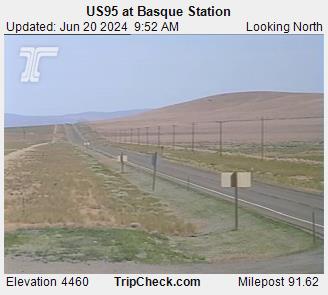 US95 at Basque Station
Updated: Jun 20 2024 9:52 AM Looking North
Elevation 4460 TripCheck.com Milepost 91.62